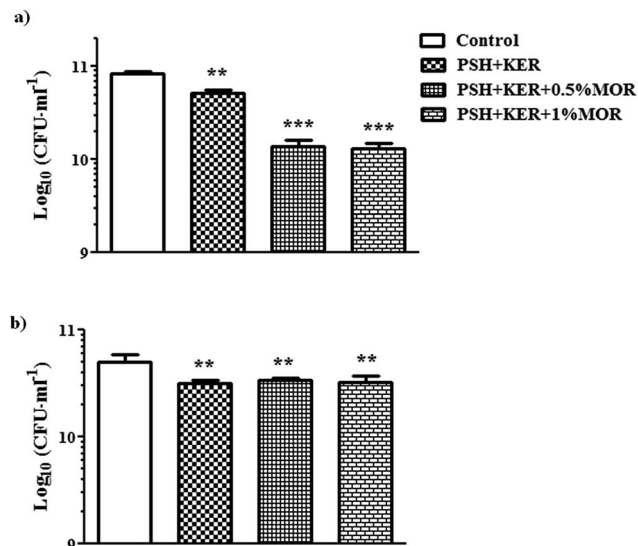 a)
11
10
9
Log10 (CFU·ml-1)
**
***
***
Control
PSH+KER
PSH+KER+0.5%MOR
PSH+KER+1%MOR
b)
11
10
9
Log10 (CFU·ml-1)
**
**
**